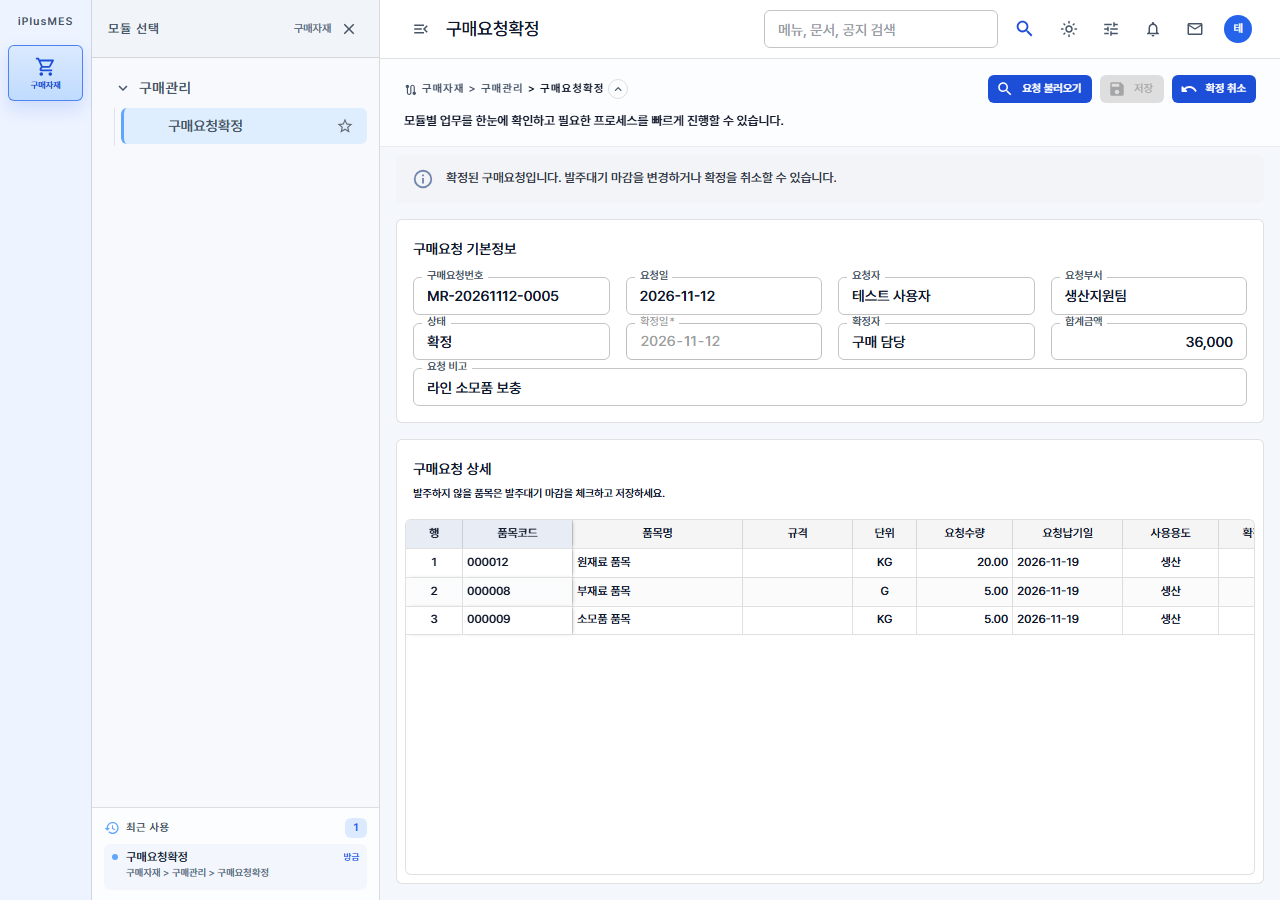 iPlusMES
구매자재
모듈 선택
구매자재
구매관리
구매요청확정
최근 사용
1
구매요청확정
방금
구매자재 > 구매관리 > 구매요청확정
구매요청확정
메뉴, 문서, 공지 검색
테
구매자재 > 구매관리 > 구매요청확정
요청 불러오기
저장
확정 취소
모듈별 업무를 한눈에 확인하고 필요한 프로세스를 빠르게 진행할 수 있습니다.
확정된 구매요청입니다. 발주대기 마감을 변경하거나 확정을 취소할 수 있습니다.
구매요청 기본정보
구매요청번호
MR-20261112-0005
요청일
2026-11-12
요청자
테스트 사용자
요청부서
생산지원팀
상태
확정
확정일 *
2026-11-12
확정자
구매 담당
합계금액
36,000
요청 비고
라인 소모품 보충
구매요청 상세
발주하지 않을 품목은 발주대기 마감을 체크하고 저장하세요.
행 품목코드 품목명 규격 단위 요청수량 요청납기일 사용용도
1 000012 원재료 품목 KG 20.00 2026-11-19 생산
2 000008 부재료 품목 G 5.00 2026-11-19 생산
3 000009 소모품 품목 KG 5.00 2026-11-19 생산